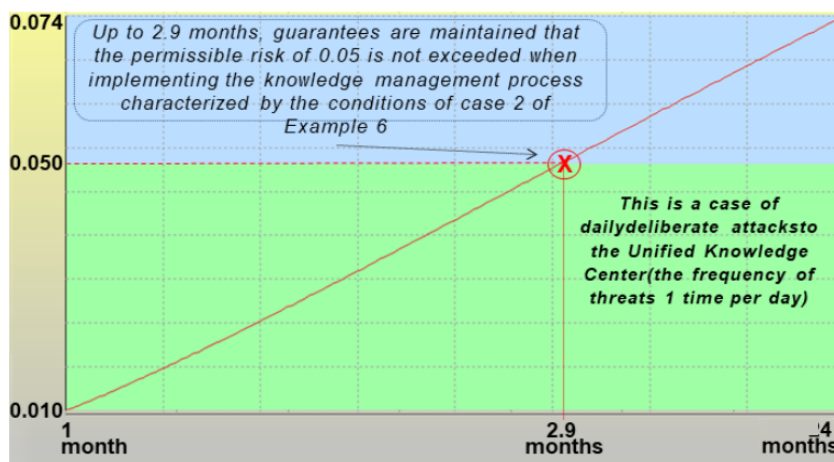 0.074
Up to 2.9 months, guarantees are maintained that
the permissible risk of 0.05 is not exceeded when
implementing the knowledge management process
characterized by the conditions of case 2 of
Example 6
0.050
X
This is a case of
dailydeliberate attacksto
the Unified Knowledge
Center(the frequency of
threats 1 time per day)
0.010
1
month
2.9
months
4
months